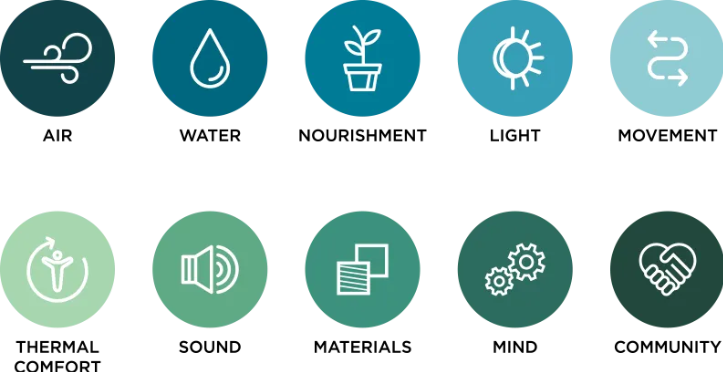 AIR
WATER
NOURISHMENT
LIGHT
MOVEMENT
THERMAL
COMFORT
SOUND
MATERIALS
MIND
COMMUNITY